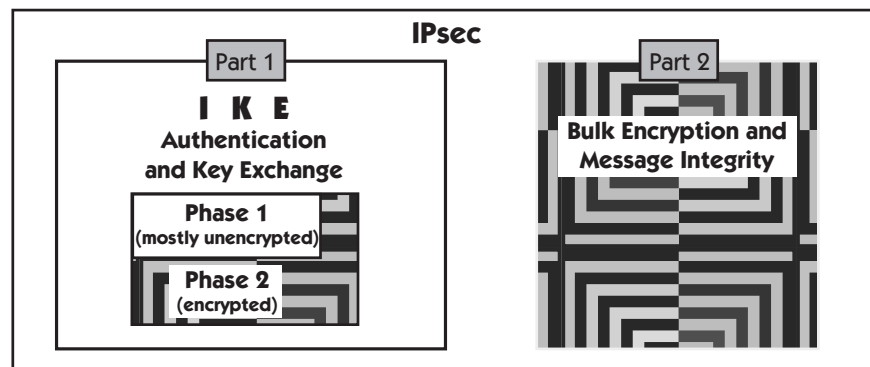 IPsec
Part 1
I K E
Authentication
and Key Exchange
Phase 1
(mostly unencrypted)
Phase 2
(encrypted)
Part 2
Bulk Encryption and
Message Integrity